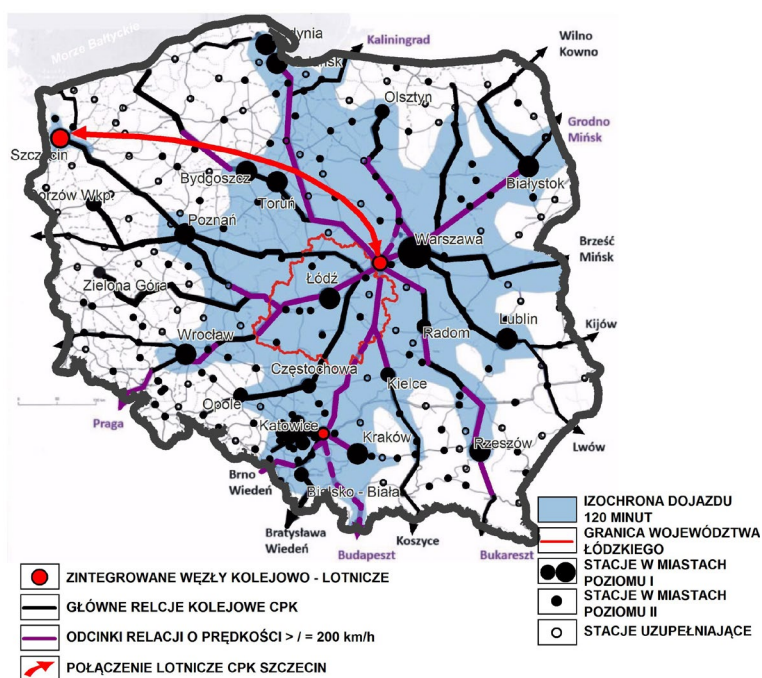 Morze Bałtyckie
Gdynia
Gdańsk
Kaliningrad
Wilno
Kowno
Olsztyn
Grodno
Mińsk
Szczecin
Bydgoszcz
Toruń
Białystok
Gorzów Wkp.
Poznań
Warszawa
Brześć
Mińsk
Zielona Góra
Łódź
Wrocław
Radom
Lublin
Kijów
Częstochowa
Kielce
Opole
Praga
Katowice
Kraków
Rzeszów
Lwów
Brno
Wiedeń
Bielsko - Biała
Bratysława
Wiedeń
Budapeszt
Koszyce
Bukareszt
IZOCHRONA DOJAZDU
120 MINUT
GRANICA WOJEWÓDZTWA
ŁÓDZKIEGO
STACJE W MIASTACH
POZIOMU I
STACJE W MIASTACH
POZIOMU II
STACJE UZUPEŁNIAJĄCE
ZINTEGROWANE WĘZŁY KOLEJOWO - LOTNICZE
GŁÓWNE RELCJE KOLEJOWE CPK
ODCINKI RELACJI O PRĘDKOŚCI > / = 200 km/h
POŁĄCZENIE LOTNICZE CPK SZCZECIN